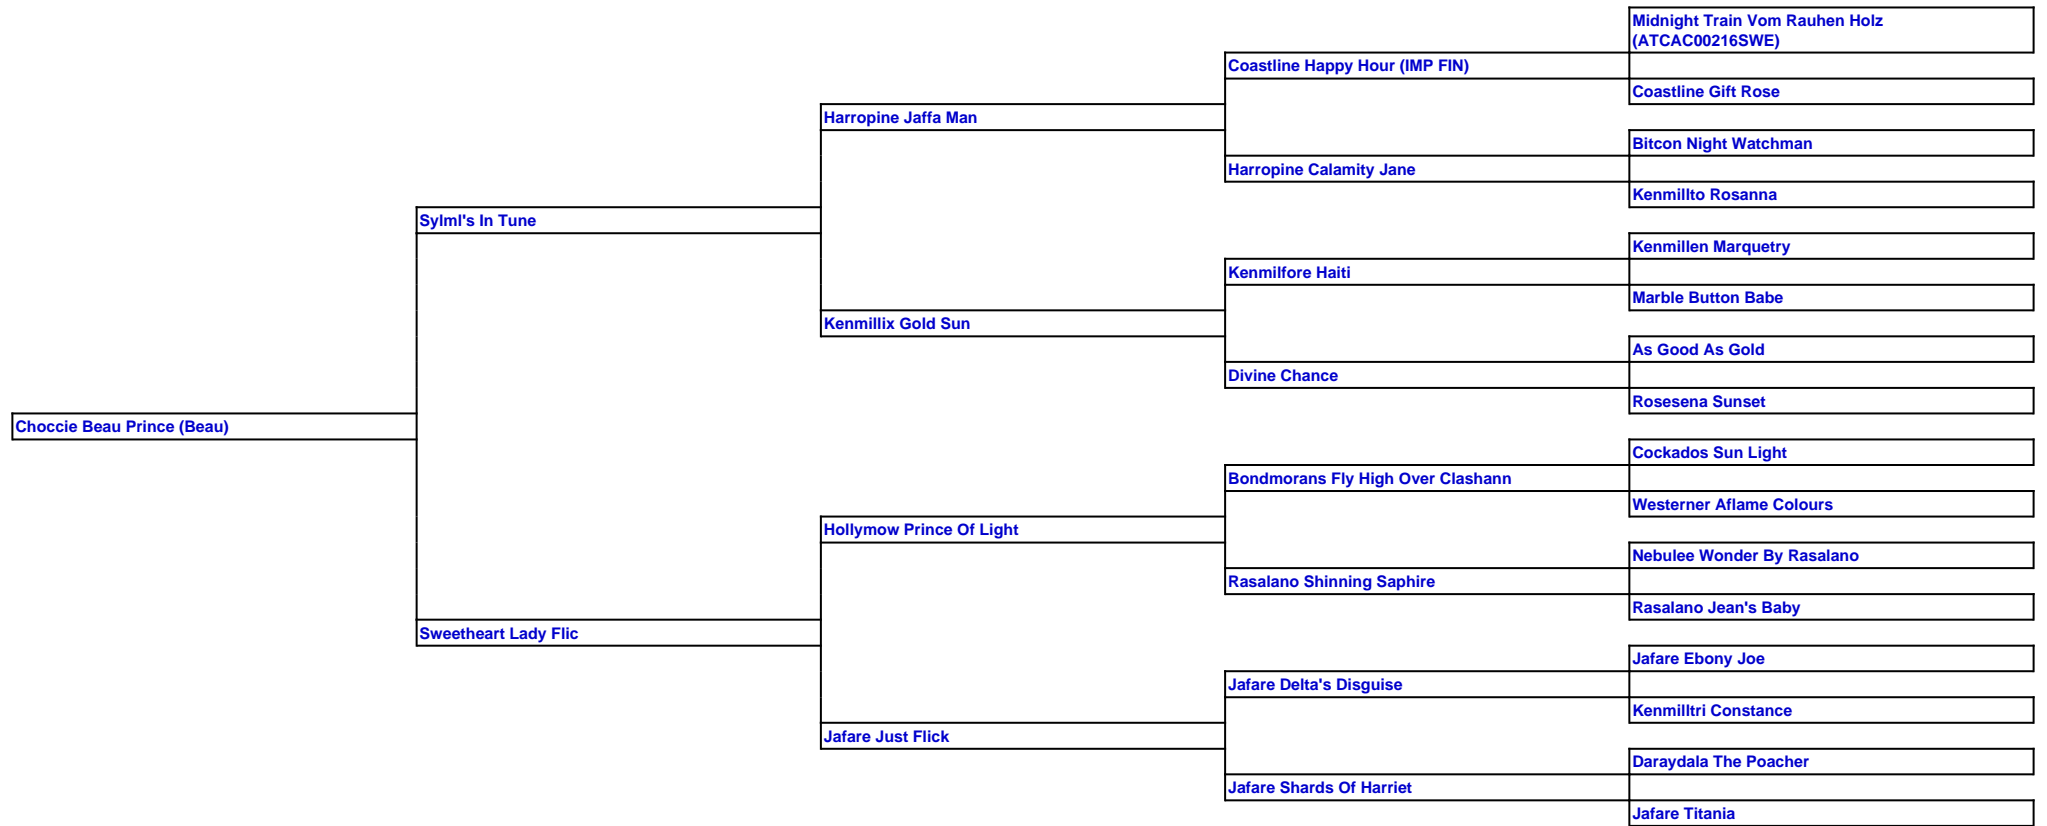 Midnight Train Vom Rauhen Holz
(ATCAC00216SWE)
Coastline Happy Hour (IMP FIN)
Coastline Gift Rose
Harropine Jaffa Man
Bitcon Night Watchman
Harropine Calamity Jane
Kenmillto Rosanna
Sylml's In Tune
Kenmillen Marquetry
Kenmilfore Haiti
Marble Button Babe
Kenmillix Gold Sun
As Good As Gold
Divine Chance
Rosesena Sunset
Choccie Beau Prince (Beau)
Cockados Sun Light
Bondmorans Fly High Over Clashann
Westerner Aflame Colours
Hollymow Prince Of Light
Nebulee Wonder By Rasalano
Rasalano Shinning Saphire
Rasalano Jean's Baby
Sweetheart Lady Flic
Jafare Ebony Joe
Jafare Delta's Disguise
Kenmilltri Constance
Jafare Just Flick
Daraydala The Poacher
Jafare Shards Of Harriet
Jafare Titania